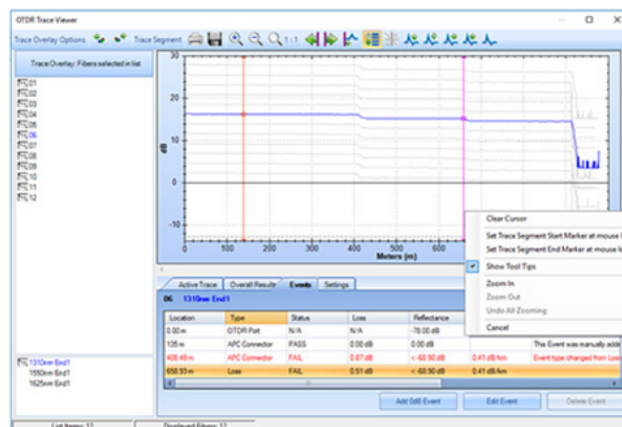 OTDR Trace Viewer
Trace Overlay Options Trace Segment 1:1
Trace Overlay: Fibers selected in list
01
02
03
04
05
06
07
08
09
10
11
12
30
20
10
0
-10
dB
0 100 200 300 400 500 600
Meters (m)
Clear Cursor
Set Trace Segment Start Marker at mouse l
Set Trace Segment End Marker at mouse lo
Show Tool Tips
Zoom In
Zoom Out
Undo All Zooming
Cancel
Active Trace Overall Results Events Settings
06 1310nm End1
Location Type Status Loss Reflectance
0.00 m OTDR Port N/A N/A -78.00 dB
135 m APC Connector PASS 0.00 dB 0.00 dB This Event was manually adde
408.49 m APC Connector FAIL 0.87 dB < -68.90 dB 0.41 dB/km Event type changed from Loss
658.93 m Loss FAIL 0.51 dB < -68.90 dB 0.41 dB/km
1310nm End1
1550nm End1
1625nm End1
Add 0dB Event Edit Event Delete Event
List Items: 12 Displayed Fibers: 12